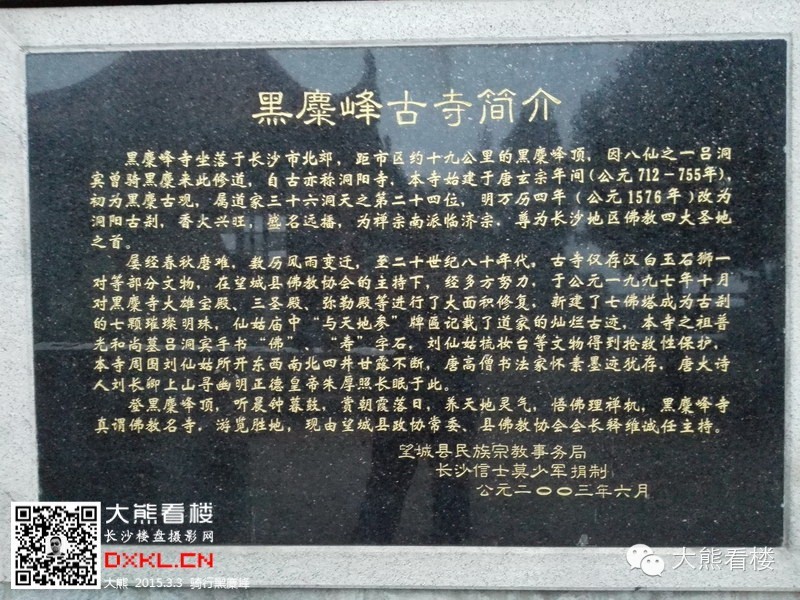 黑麋峰古寺简介
黑麋峰寺坐落于长沙市北郊，距市区约十九公里的黑麋峰顶，因八仙之一吕洞
宾曾骑黑麋来此修道，自古亦称洞阳寺，本寺始建于唐玄宗年间（公元712－755年），
初为黑麋古观，属道家三十六洞天之第二十四位，明万历四年（公元1576年）改为
洞阳古刹，香火兴旺，盛名远播，为禅宗南派临济宗，尊为长沙地区佛教四大圣地
之首。
屡经春秋磨难，数历风雨变迁，至二十世纪八十年代，古寺仅存汉白玉石狮一
对等部分文物，在望城县佛教协会的主持下，经多方努力，于公元一九九七年十月
对黑麋寺大雄宝殿、三圣殿、弥勒殿等进行了大面积修复，新建了七佛塔成为古刹
的七颗璀璨明珠，仙姑庙中“与天地参”牌匾记载了道家的灿烂古迹，本寺之祖普
光和尚墓吕洞宾手书“佛”、“寿”字石，刘仙姑梳妆台等文物得到抢救性保护，
本寺周围刘仙姑所开东西南北四井甘露不断，唐高僧书法家怀素墨迹犹存，唐大诗
人刘长卿上山寻幽明正德皇帝朱厚照长眠于此。
登黑麋峰顶，听晨钟暮鼓，赏朝霞落日，养天地灵气，悟佛理禅机，黑麋峰寺
真谓佛教名寺，游览胜地，现由望城县政协常委、县佛教协会会长释维诚任主持。
望城县民族宗教事务局
长沙信士莫少军捐制
公元二〇〇三年六月
大熊看楼
长沙楼盘摄影网
DXKL.CN
大熊 2015.3.3 骑行黑麋峰
大熊看楼